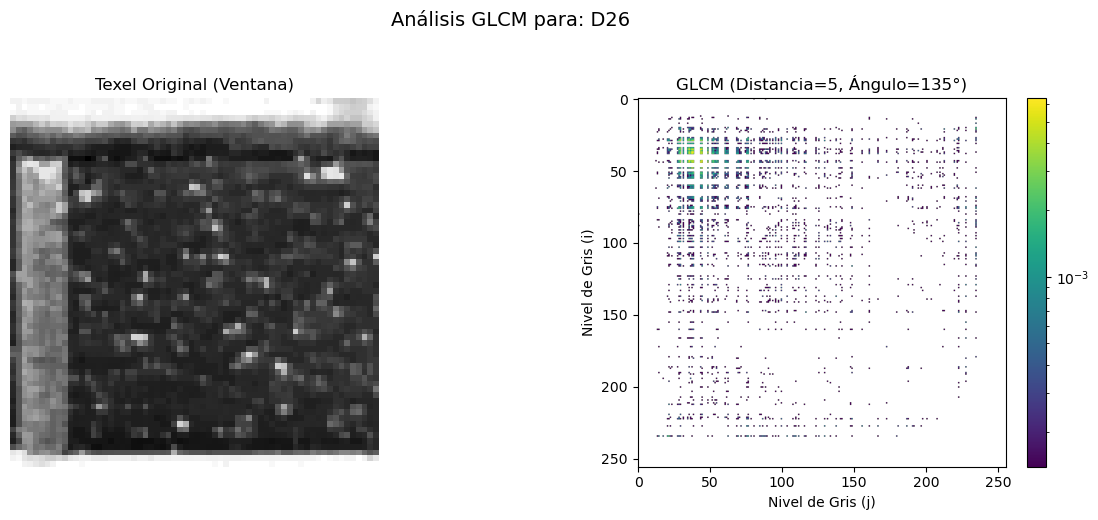 Análisis GLCM para: D26
Texel Original (Ventana)
GLCM (Distancia=5, Ángulo=135°)
0
50
100
150
200
250
Nivel de Gris (i)
0
50
100
150
200
250
Nivel de Gris (j)
10⁻³